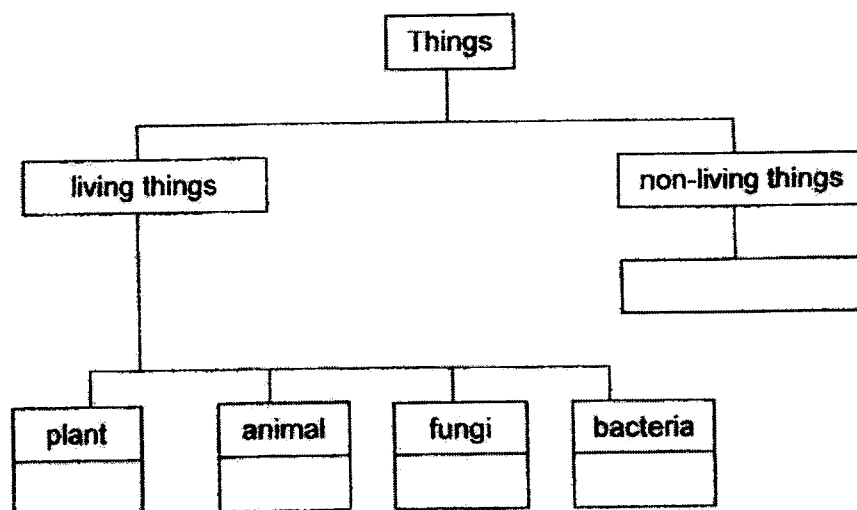 Things
living things
non-living things
plant
animal
fungi
bacteria